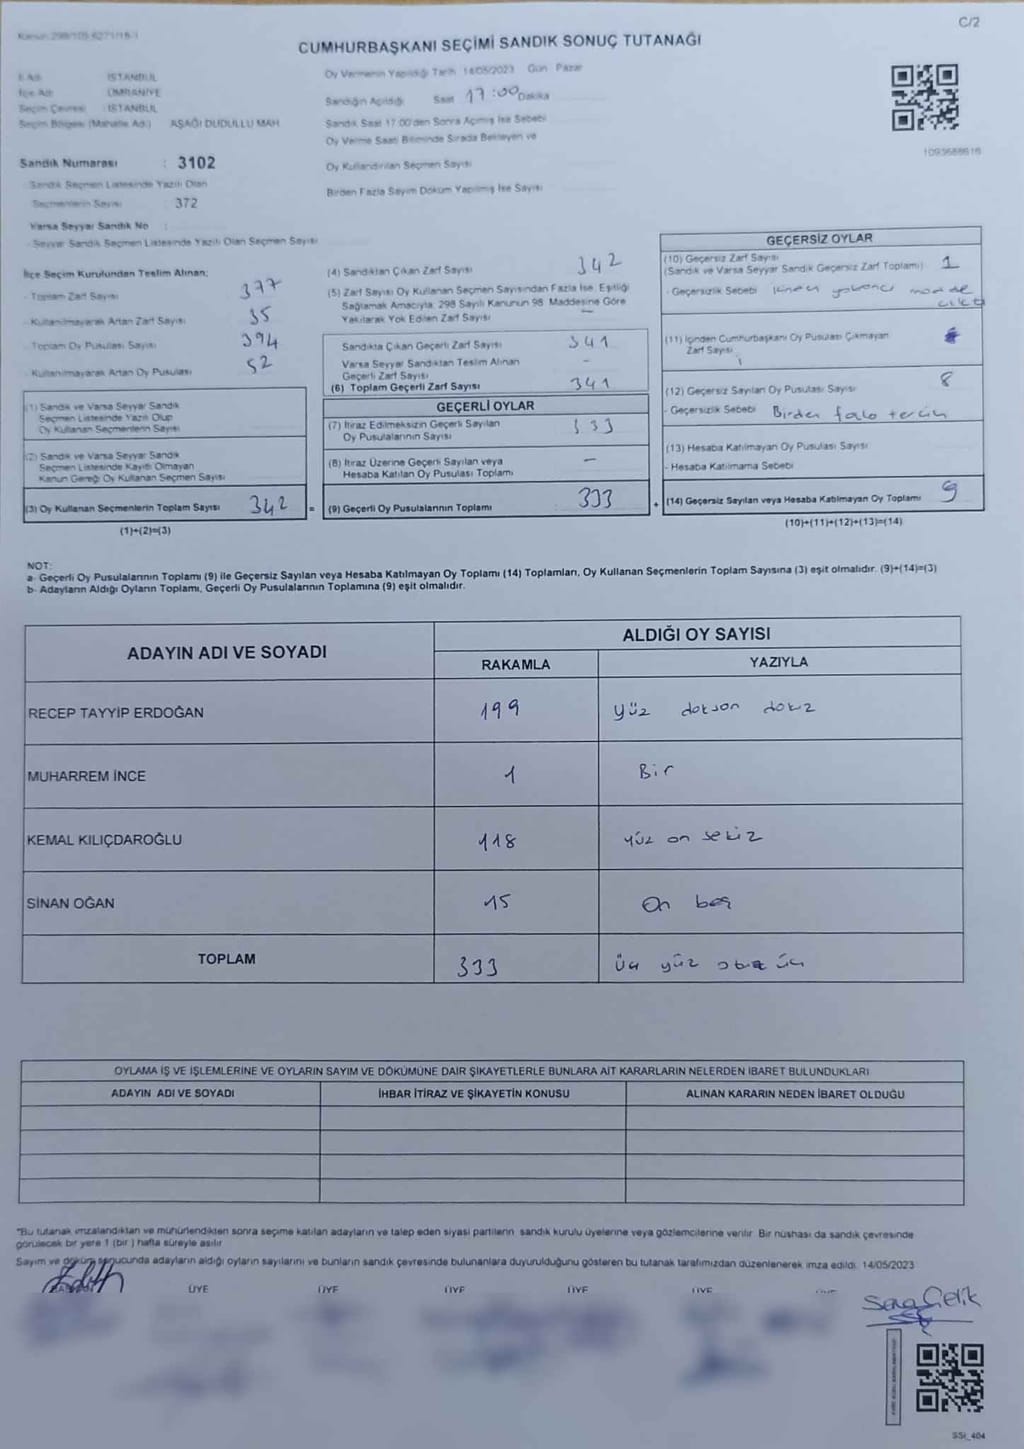 C/2
CUMHURBAŞKANI SEÇİMİ SANDIK SONUÇ TUTANAĞI
İl Adı : İSTANBUL
İlçe Adı : ÜMRANİYE
Seçim Çevresi : İSTANBUL
Seçim Bölgesi (Mahalle Ad.) AŞAĞI DUDULLU MAH
Sandık Numarası : 3102
Sandık Seçmen Listesinde Yazılı Olan
Seçmenlerin Sayısı 372
Varsa Seyyar Sandık No
- Seyyar Sandık Seçmen Listesinde Yazılı Olan Seçmen Sayısı
Oy Vermenin Yapıldığı Tarih 14/05/2023 Gün Pazar
Sandığın Açıldığı Saat 17:00 Dakika
Sandık Saat 17:00'den Sonra Açılmış İse Sebebi
Oy Verme Saati Bitiminde Sırada Bekleyen ve
Oy Kullandırılan Seçmen Sayısı
Birden Fazla Sayım Döküm Yapılmış İse Sayısı
1093688616
İlçe Seçim Kurulundan Teslim Alınan;
- Toplam Zarf Sayısı 377
- Kullanılmayarak Artan Zarf Sayısı 35
- Toplam Oy Pusulası Sayısı 394
- Kullanılmayarak Artan Oy Pusulası 52
(1) Sandık ve Varsa Seyyar Sandık
Seçmen Listesinde Yazılı Olup
Oy Kullanan Seçmenlerin Sayısı
(2) Sandık ve Varsa Seyyar Sandık
Seçmen Listesinde Kayıtlı Olmayan
Kanun Gereği Oy Kullanan Seçmen Sayısı
(3) Oy Kullanan Seçmenlerin Toplam Sayısı 342 =
(1)+(2)=(3)
(4) Sandıktan Çıkan Zarf Sayısı 342
(5) Zarf Sayısı Oy Kullanan Seçmen Sayısından Fazla İse, Eşitliği
Sağlamak Amacıyla, 298 Sayılı Kanunun 98. Maddesine Göre
Yakılarak Yok Edilen Zarf Sayısı –
Sandıkta Çıkan Geçerli Zarf Sayısı 341
Varsa Seyyar Sandıktan Teslim Alınan
Geçerli Zarf Sayısı -
(6) Toplam Geçerli Zarf Sayısı 341
GEÇERLİ OYLAR
(7) İtiraz Edilmeksizin Geçerli Sayılan
Oy Pusulalarının Sayısı 333
(8) İtiraz Üzerine Geçerli Sayılan veya
Hesaba Katılan Oy Pusulası Toplamı –
(9) Geçerli Oy Pusulalarının Toplamı 333 +
GEÇERSİZ OYLAR
(10) Geçersiz Zarf Sayısı
(Sandık ve Varsa Seyyar Sandık Geçersiz Zarf Toplamı) 1
- Geçersizlik Sebebi yabancı madde
çıktı
(11) İçinden Cumhurbaşkanı Oy Pusulası Çıkmayan
Zarf Sayısı
(12) Geçersiz Sayılan Oy Pusulası Sayısı 8
- Geçersizlik Sebebi Birden fazla tercih
(13) Hesaba Katılmayan Oy Pusulası Sayısı
- Hesaba Katılmama Sebebi
(14) Geçersiz Sayılan veya Hesaba Katılmayan Oy Toplamı 9
(10)+(11)+(12)+(13)=(14)
NOT:
a- Geçerli Oy Pusulalarının Toplamı (9) ile Geçersiz Sayılan veya Hesaba Katılmayan Oy Toplamı (14) Toplamları, Oy Kullanan Seçmenlerin Toplam Sayısına (3) eşit olmalıdır. (9)+(14)=(3)
b- Adayların Aldığı Oyların Toplamı, Geçerli Oy Pusulalarının Toplamına (9) eşit olmalıdır.
ADAYIN ADI VE SOYADI
ALDIĞI OY SAYISI
RAKAMLA YAZIYLA
RECEP TAYYİP ERDOĞAN 199 yüz doksan dokuz
MUHARREM İNCE 1 Bir
KEMAL KILIÇDAROĞLU 118 yüz on sekiz
SİNAN OĞAN 15 On beş
TOPLAM 333 üç yüz otuz üç
OYLAMA İŞ VE İŞLEMLERİNE VE OYLARIN SAYIM VE DÖKÜMÜNE DAİR ŞİKAYETLERLE BUNLARA AİT KARARLARIN NELERDEN İBARET BULUNDUKLARI
ADAYIN ADI VE SOYADI İHBAR İTİRAZ VE ŞİKAYETİN KONUSU ALINAN KARARIN NEDEN İBARET OLDUĞU
"Bu tutanak imzalandıktan ve mühürlendikten sonra seçime katılan adayların ve talep eden siyasi partilerin sandık kurulu üyelerine veya gözlemcilerine verilir. Bir nüshası da sandık çevresinde
görülecek bir yere 1 (bir) hafta süreyle asılır.
Sayım ve döküm sonucunda adayların aldığı oyların sayılarını ve bunların sandık çevresinde bulunanlara duyurulduğunu gösteren bu tutanak tarafımızdan düzenlenerek imza edildi. 14/05/2023
ÜYE ÜYE ÜYE ÜYE ÜYE
Çelik
SSt_404